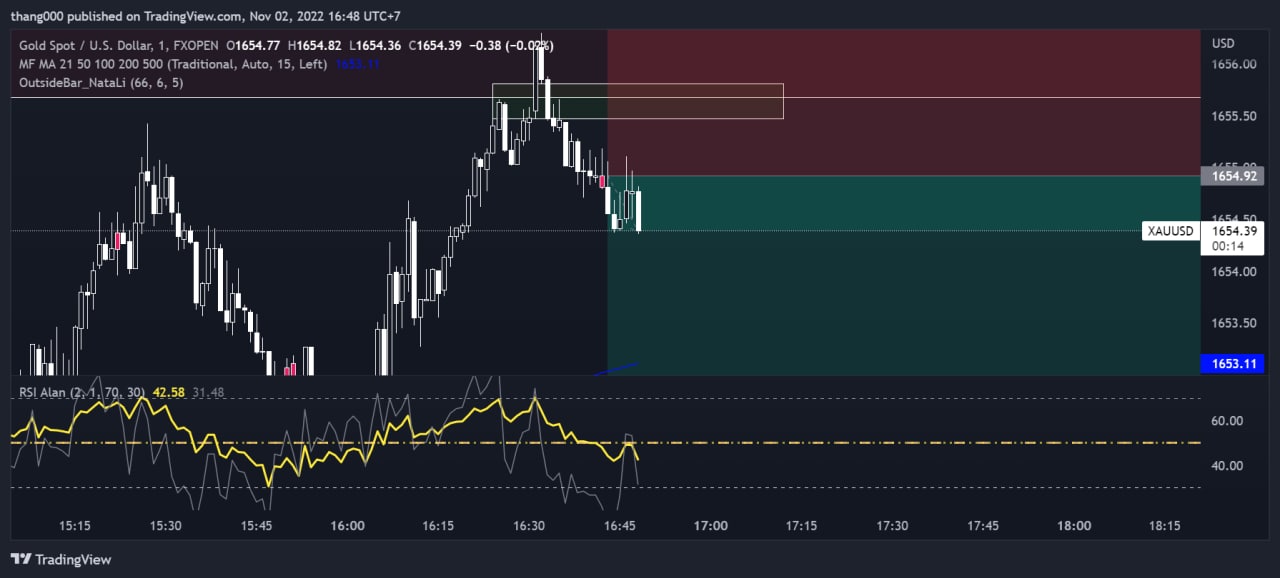 thang000 published on TradingView.com, Nov 02, 2022 16:48 UTC+7
Gold Spot / U.S. Dollar, 1, FXOPEN O1654.77 H1654.82 L1654.36 C1654.39 −0.38 (−0.02%)
MF MA 21 50 100 200 500 (Traditional, Auto, 15, Left) 1653.11
OutsideBar_NataLi (66, 6, 5)
USD
1656.00
1655.50
1655.00
1654.92
1654.50
XAUUSD 1654.39
00:14
1654.00
1653.50
1653.11
RSI Alan (2, 1, 70, 30) 42.58 31.48
60.00
40.00
15:15 15:30 15:45 16:00 16:15 16:30 16:45 17:00 17:15 17:30 17:45 18:00 18:15
TradingView